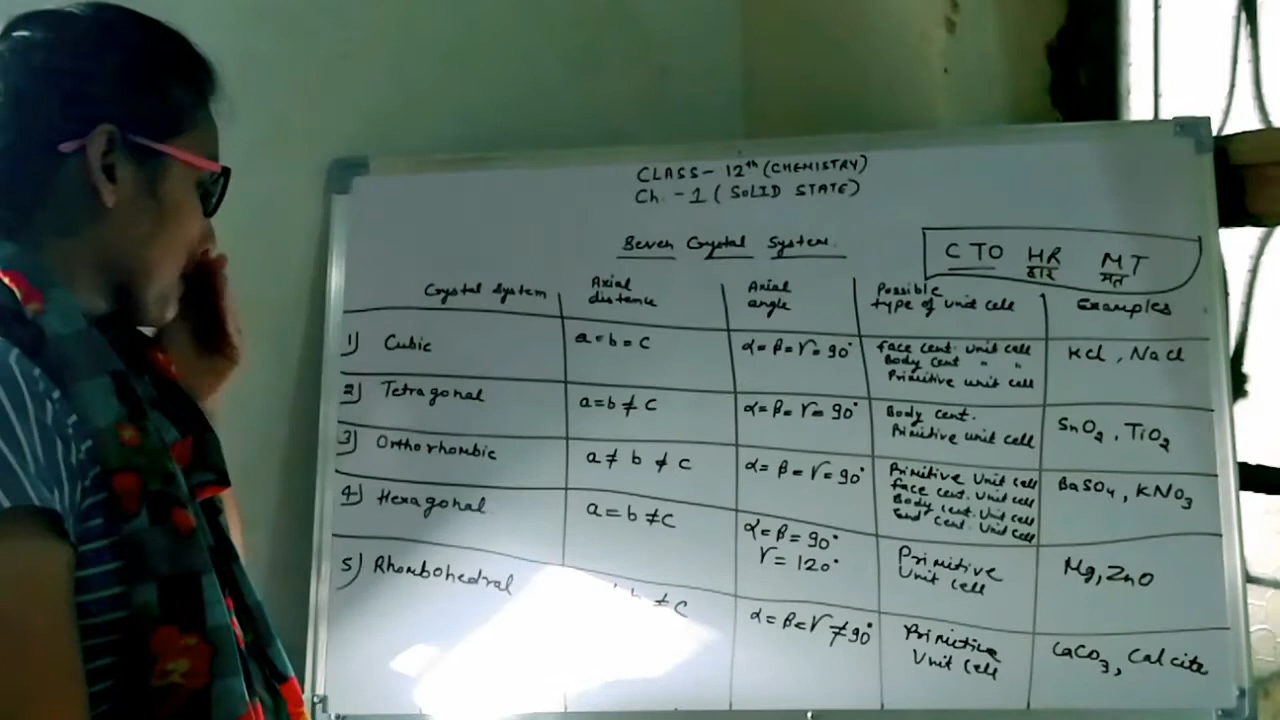 CLASS- 12th (CHEMISTRY)
Ch. -1 ( SOLID STATE)
Seven Crystal System
CTO HR MT
हार मत
Crystal System Axial distance Axial angle Possible type of unit cell Examples
1) Cubic a=b=c α=β=γ=90° face cent. unit cell KCl, NaCl
Body cent " "
Primitive unit cell
2) Tetragonal a=b≠c α=β=γ=90° Body cent. SnO2, TiO2
Primitive unit cell
3) Orthorhombic a≠b≠c α=β=γ=90° Primitive Unit cell BaSO4, KNO3
face cent. Unit cell
Body cent. Unit cell
End cent. Unit cell
4) Hexagonal a=b≠c α=β=90° Primitive Mg, ZnO
γ=120° Unit cell
5) Rhombohedral ≠c α=β=γ≠90° Primitive CaCO3, Calcite
Unit cell